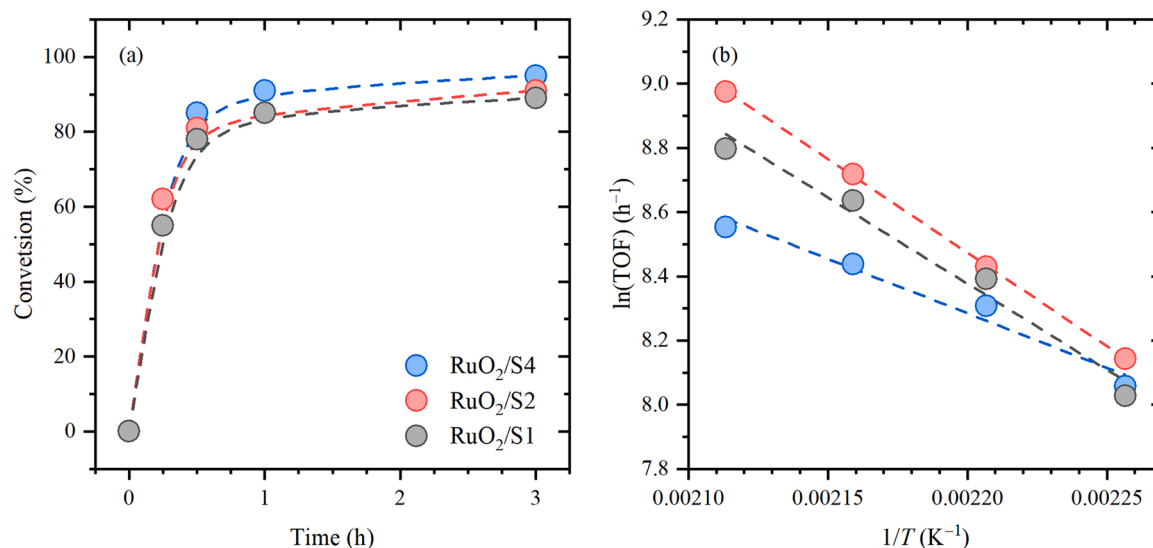 (a)
Convetsion (%)
100
80
60
40
20
0
RuO₂/S4
RuO₂/S2
RuO₂/S1
0
1
2
3
Time (h)
(b)
ln(TOF) (h⁻¹)
9.2
9.0
8.8
8.6
8.4
8.2
8.0
7.8
0.00210
0.00215
0.00220
0.00225
1/T (K⁻¹)